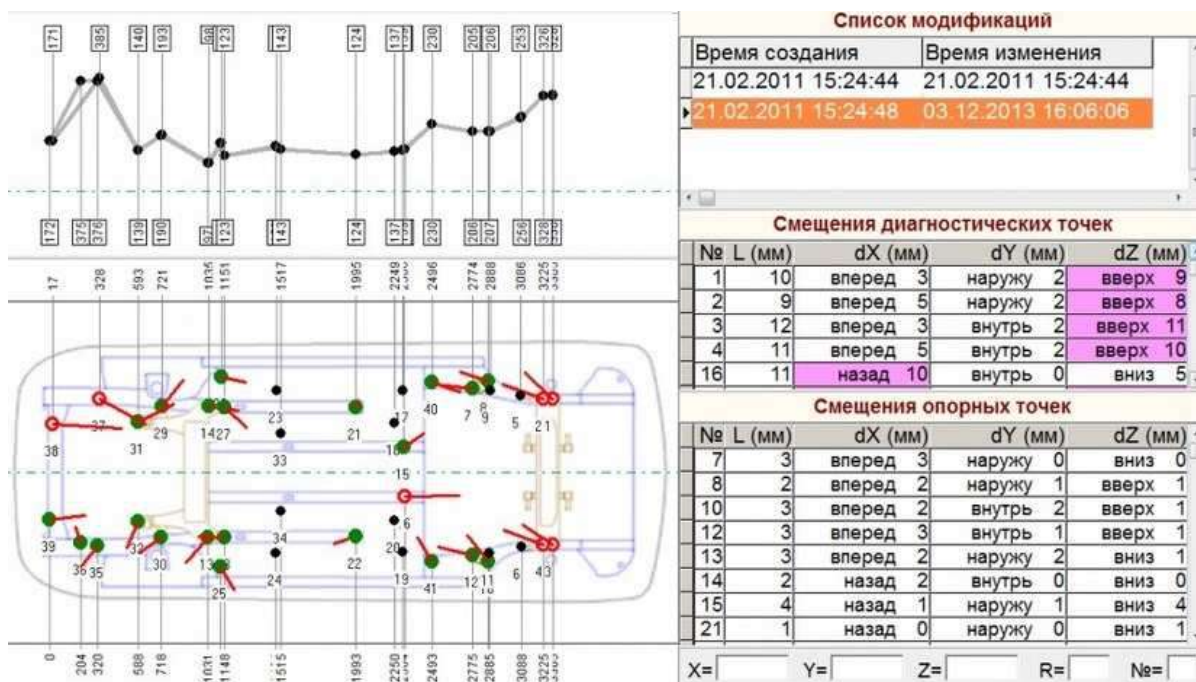 171 385 140 193 98 123 143 124 137 230 205 206 253 326
172 375 376 139 190 97 123 143 124 137 230 206 207 256 328
17 328 593 721 1035 1151 1517 1995 2249 2496 2774 2888 3086 3225
38 37 31 29 14 27 23 33 21 17 15 40 7 8 9 5 21
39 36 35 30 13 25 34 24 22 20 19 6 41 12 11 6 43
0 204 320 588 718 1031 1148 1515 1993 2250 2493 2774 2885 3088 3225
Список модификаций
Время создания Время изменения
21.02.2011 15:24:44 21.02.2011 15:24:44
21.02.2011 15:24:48 03.12.2013 16:06:06
Смещения диагностических точек
№ L (мм) dX (мм) dY (мм) dZ (мм)
1 10 вперед 3 наружу 2 вверх 9
2 9 вперед 5 наружу 2 вверх 8
3 12 вперед 3 внутрь 2 вверх 11
4 11 вперед 5 внутрь 2 вверх 10
16 11 назад 10 внутрь 0 вниз 5
Смещения опорных точек
№ L (мм) dX (мм) dY (мм) dZ (мм)
7 3 вперед 3 наружу 0 вниз 0
8 2 вперед 2 наружу 1 вверх 1
10 3 вперед 2 наружу 2 вверх 1
12 3 вперед 3 внутрь 1 вверх 1
13 3 вперед 2 наружу 2 вниз 1
14 2 назад 2 внутрь 0 вниз 0
15 4 назад 1 наружу 1 вниз 4
21 1 назад 0 наружу 0 вниз 1
X= Y= Z= R= №=